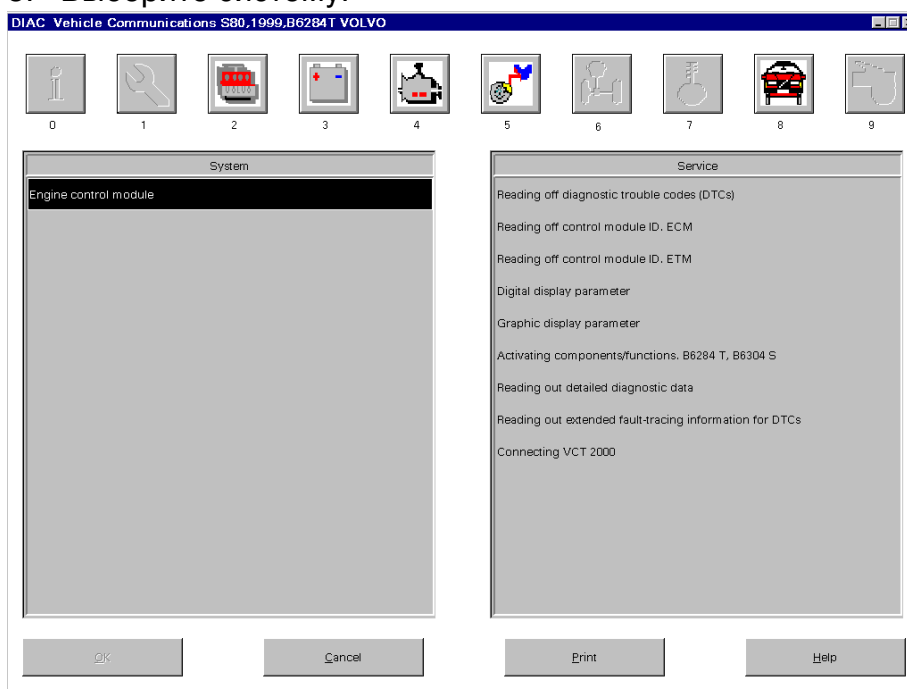 DIAC Vehicle Communications S80,1999,B6284T VOLVO
0 1 2 3 4 5 6 7 8 9
System
Engine control module
Service
Reading off diagnostic trouble codes (DTCs)
Reading off control module ID. ECM
Reading off control module ID. ETM
Digital display parameter
Graphic display parameter
Activating components/functions. B6284 T, B6304 S
Reading out detailed diagnostic data
Reading out extended fault-tracing information for DTCs
Connecting VCT 2000
OK Cancel Print Help